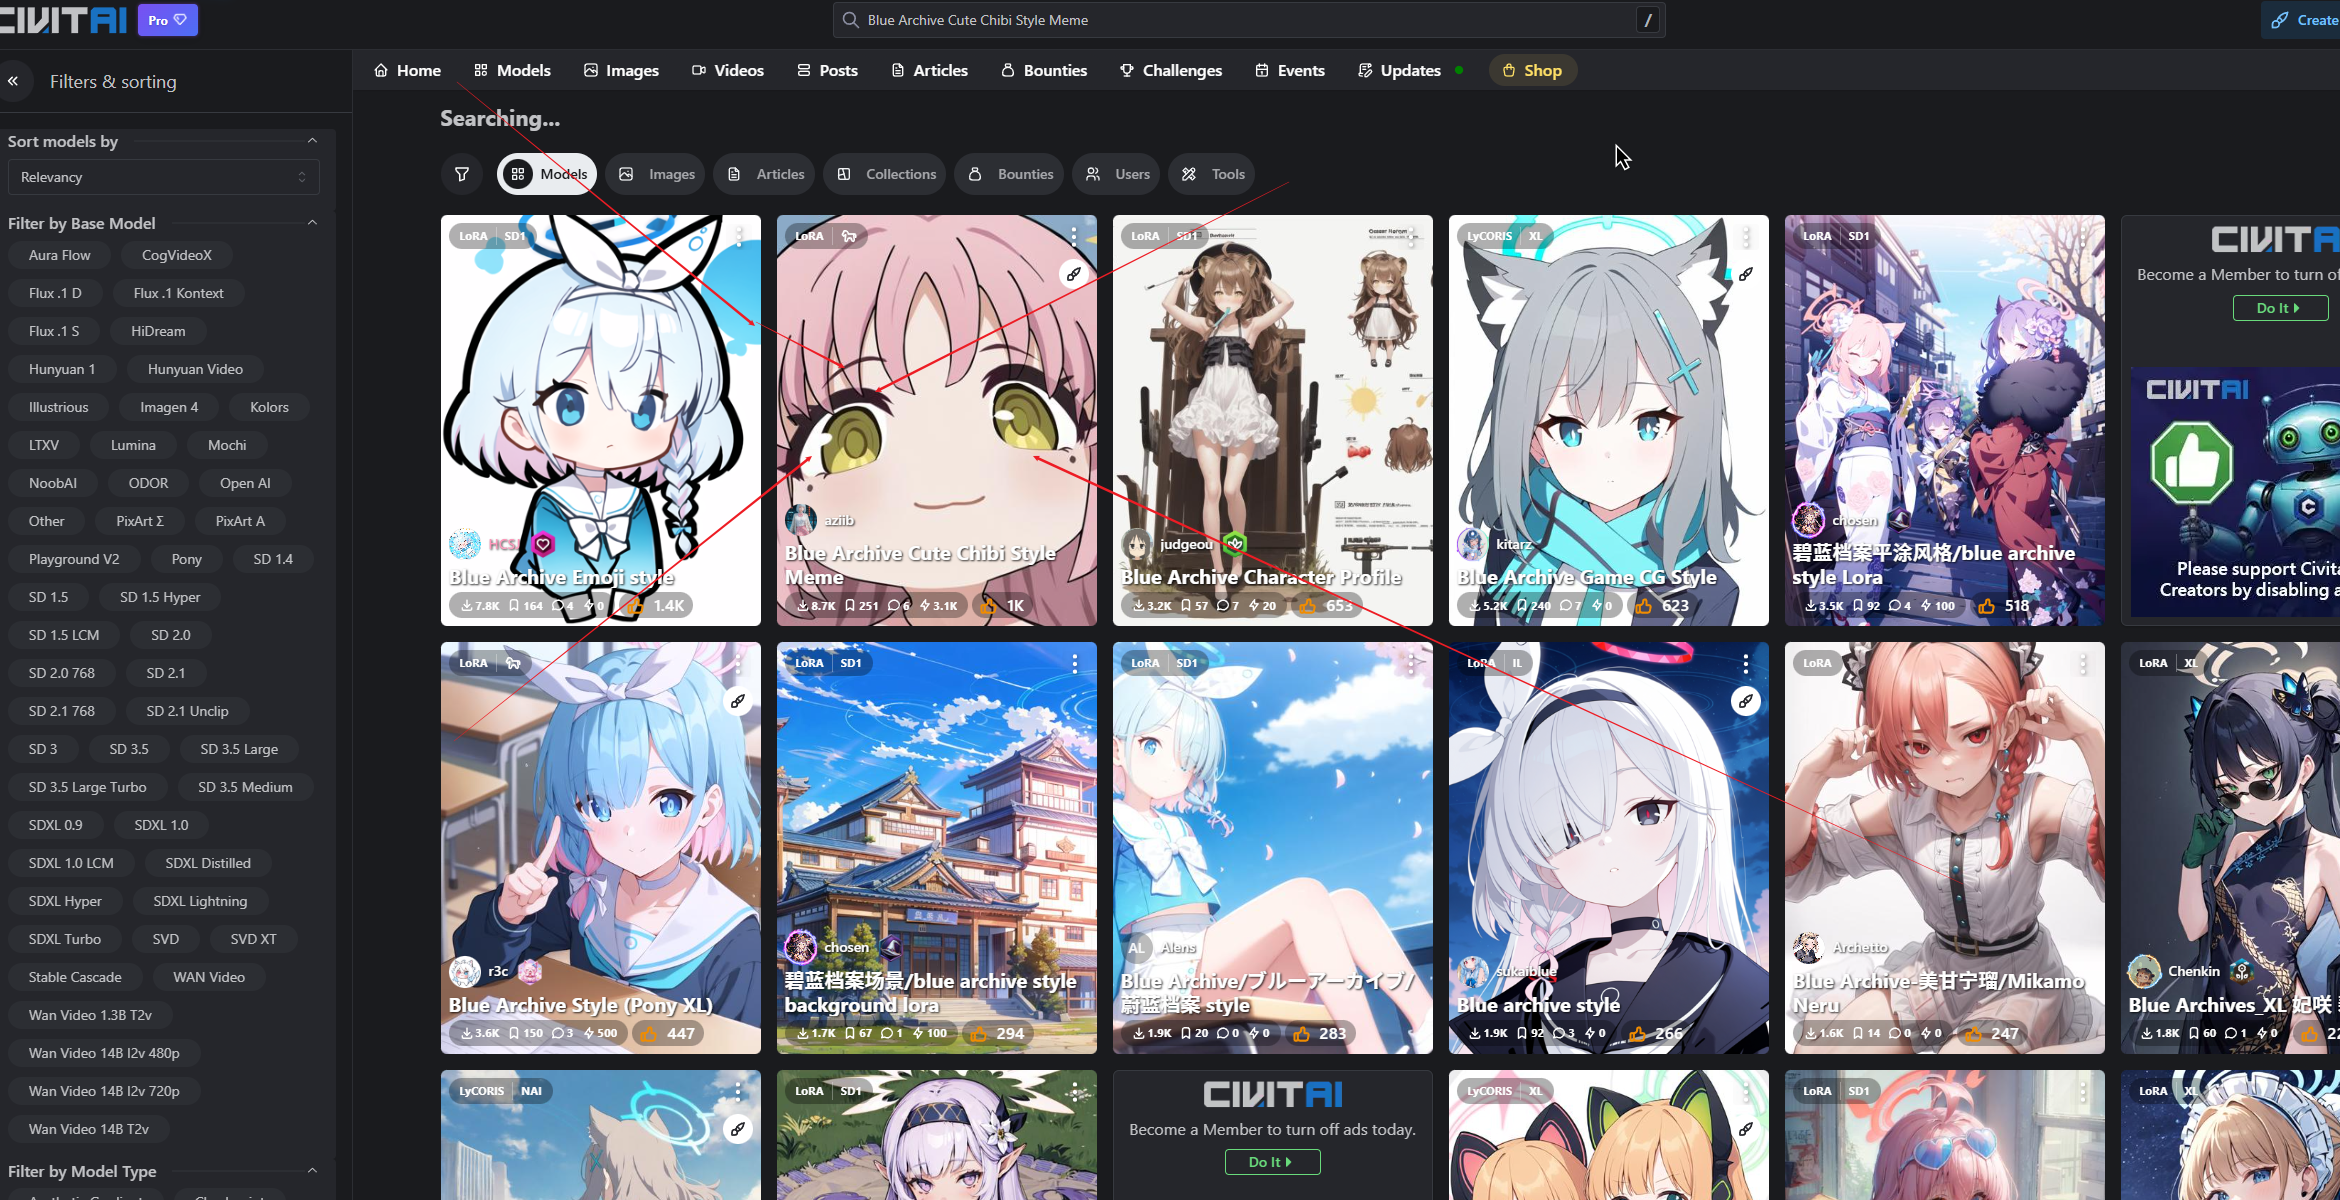 CIVITAI
Pro
Blue Archive Cute Chibi Style Meme
/
Create
Filters & sorting
Home
Models
Images
Videos
Posts
Articles
Bounties
Challenges
Events
Updates
Shop
Searching...
Models
Images
Articles
Collections
Bounties
Users
Tools
Sort models by
Relevancy
Filter by Base Model
Aura Flow
CogVideoX
Flux .1 D
Flux .1 Kontext
Flux .1 S
HiDream
Hunyuan 1
Hunyuan Video
Illustrious
Imagen 4
Kolors
LTXV
Lumina
Mochi
NoobAI
ODOR
Open AI
Other
PixArt Σ
PixArt A
Playground V2
Pony
SD 1.4
SD 1.5
SD 1.5 Hyper
SD 1.5 LCM
SD 2.0
SD 2.0 768
SD 2.1
SD 2.1 768
SD 2.1 Unclip
SD 3
SD 3.5
SD 3.5 Large
SD 3.5 Large Turbo
SD 3.5 Medium
SDXL 0.9
SDXL 1.0
SDXL 1.0 LCM
SDXL Distilled
SDXL Hyper
SDXL Lightning
SDXL Turbo
SVD
SVD XT
Stable Cascade
WAN Video
Wan Video 1.3B T2v
Wan Video 14B I2v 480p
Wan Video 14B I2v 720p
Wan Video 14B T2v
Filter by Model Type
LoRA SD1
Blue Archive Emoji style
7.8K 164 4 0 1.4K
LoRA
aziib
Blue Archive Cute Chibi Style
Meme
8.7K 251 6 3.1K 1K
LoRA SD1
judgeou
Blue Archive Character Profile
3.2K 57 7 20 653
LyCORIS XL
kitarz
Blue Archive Game CG Style
5.2K 240 7 0 623
LoRA SD1
chosen
碧蓝档案平涂风格/blue archive
style Lora
3.5K 92 4 100 518
CIVITA
Become a Member to turn of
Do It
CIVITAI
Please support Civita
Creators by disabling a
LoRA
r3c
Blue Archive Style (Pony XL)
3.6K 150 3 500 447
LoRA SD1
chosen
碧蓝档案场景/blue archive style
background lora
1.7K 67 1 100 294
LoRA SD1
AL Alens
Blue Archive/ブルーアーカイブ/
蔚蓝档案 style
1.9K 20 0 0 283
LoRA IL
sukaiblue
Blue archive style
1.9K 92 3 0 266
LoRA
Archetto
Blue Archive-美甘宁瑠/Mikamo
Neru
1.6K 14 0 0 247
LoRA XL
Chenkin
Blue Archives_XL 妃咲
1.8K 60 1 0 22
LyCORIS NAI
LoRA SD1
CIVITAI
Become a Member to turn off ads today.
Do It
LyCORIS XL
LoRA SD1
LoRA XL